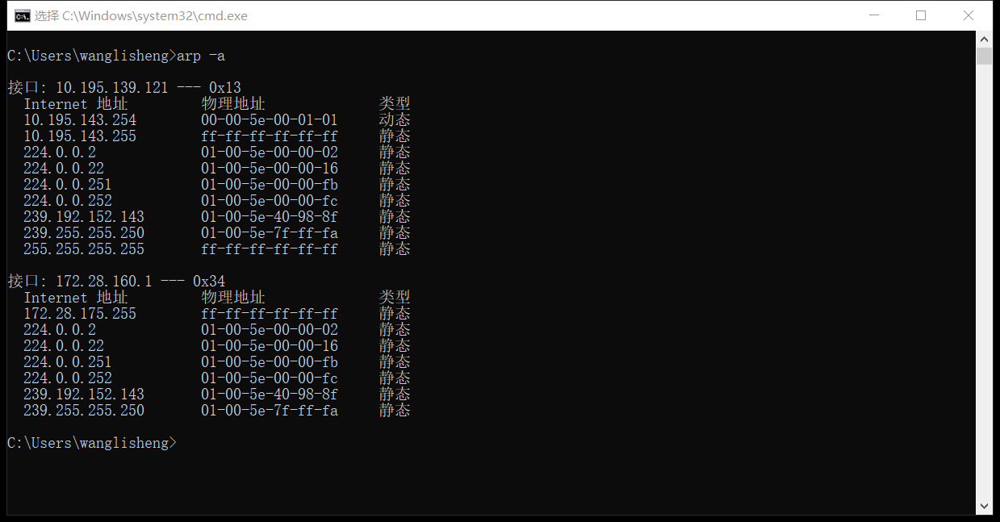 选择 C:\Windows\system32\cmd.exe
C:\Users\wanglisheng>arp -a
接口: 10.195.139.121 --- 0x13
Internet 地址 物理地址 类型
10.195.143.254 00-00-5e-00-01-01 动态
10.195.143.255 ff-ff-ff-ff-ff-ff 静态
224.0.0.2 01-00-5e-00-00-02 静态
224.0.0.22 01-00-5e-00-00-16 静态
224.0.0.251 01-00-5e-00-00-fb 静态
224.0.0.252 01-00-5e-00-00-fc 静态
239.192.152.143 01-00-5e-40-98-8f 静态
239.255.255.250 01-00-5e-7f-ff-fa 静态
255.255.255.255 ff-ff-ff-ff-ff-ff 静态
接口: 172.28.160.1 --- 0x34
Internet 地址 物理地址 类型
172.28.175.255 ff-ff-ff-ff-ff-ff 静态
224.0.0.2 01-00-5e-00-00-02 静态
224.0.0.22 01-00-5e-00-00-16 静态
224.0.0.251 01-00-5e-00-00-fb 静态
224.0.0.252 01-00-5e-00-00-fc 静态
239.192.152.143 01-00-5e-40-98-8f 静态
239.255.255.250 01-00-5e-7f-ff-fa 静态
C:\Users\wanglisheng>